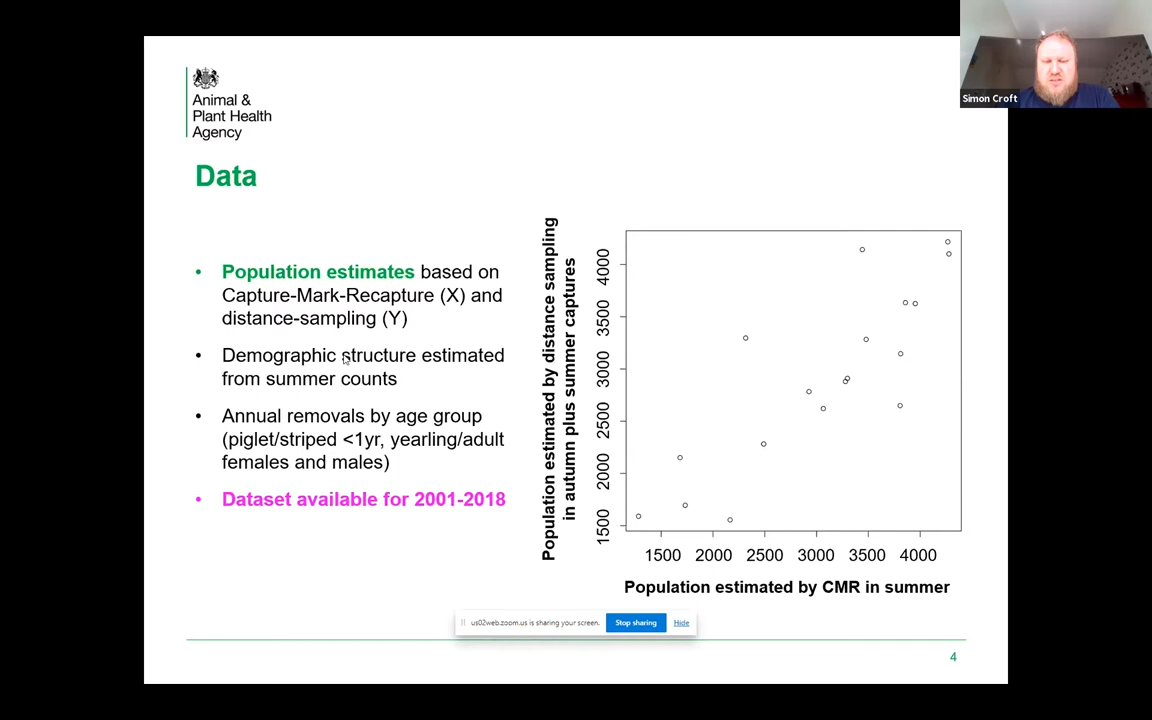 Simon Croft
Animal &
Plant Health
Agency
Data
• Population estimates based on
Capture-Mark-Recapture (X) and
distance-sampling (Y)
• Demographic structure estimated
from summer counts
• Annual removals by age group
(piglet/striped <1yr, yearling/adult
females and males)
• Dataset available for 2001-2018
Population estimated by distance sampling
in autumn plus summer captures
4000
3500
3000
2500
2000
1500
1500 2000 2500 3000 3500 4000
Population estimated by CMR in summer
us02web.zoom.us is sharing your screen. Stop sharing Hide
4